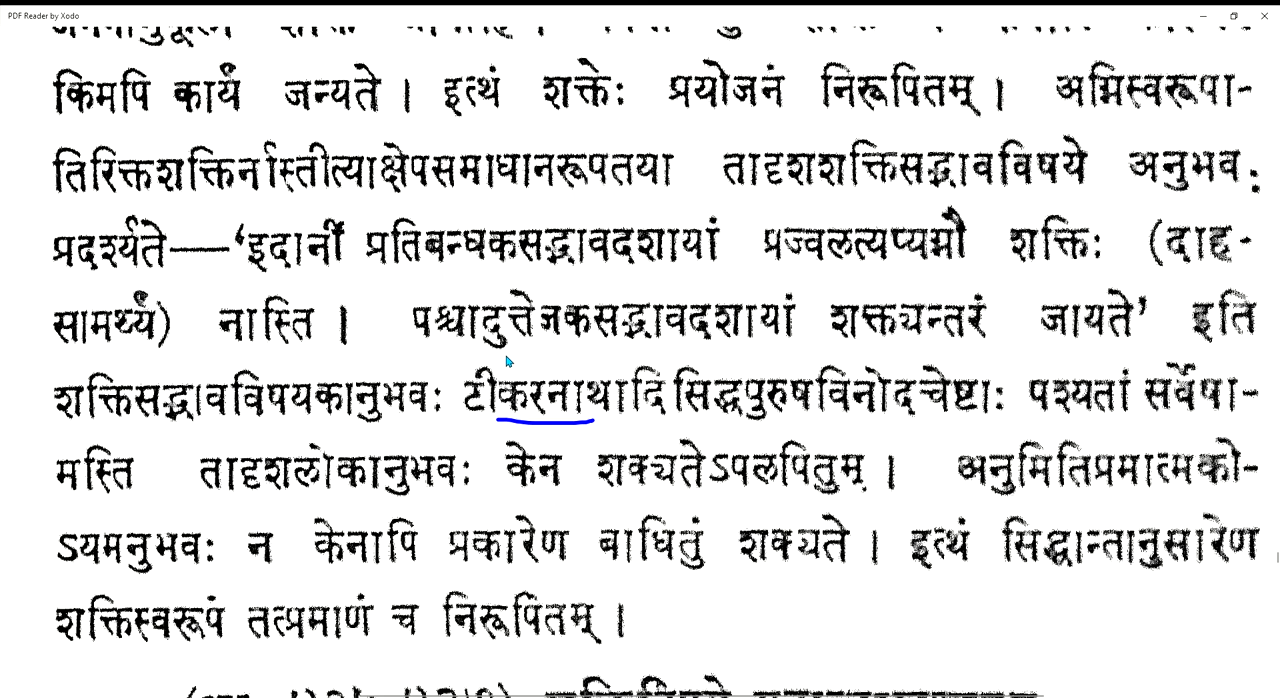 PDF Reader by Xodo
किमपि कार्यं जन्यते । इत्थं शक्तेः प्रयोजनं निरूपितम् । अग्निस्वरूपा-
तिरिक्तशक्तिर्नास्तीत्याक्षेपसमाधानरूपतया तादृशशक्तिसद्भावविषये अनुभवः
प्रदर्श्यते—‘इदानीं प्रतिबन्धकसद्भावदशायां प्रज्वलत्यप्यग्नौ शक्तिः (दाह-
सामर्थ्यं) नास्ति । पश्चादुत्तेजकसद्भावदशायां शक्त्यन्तरं जायते’ इति
शक्तिसद्भावविषयकानुभवः टीकरनाथादिसिद्धपुरुषविनोदचेष्टाः पश्यतां सर्वेषा-
मस्ति तादृशलोकानुभवः केन शक्यतेऽपलपितुम् । अनुमितिप्रमात्मको-
ऽयमनुभवः न केनापि प्रकारेण बाधितुं शक्यते । इत्थं सिद्धान्तानुसारेण
शक्तिस्वरूपं तत्प्रमाणं च निरूपितम् ।